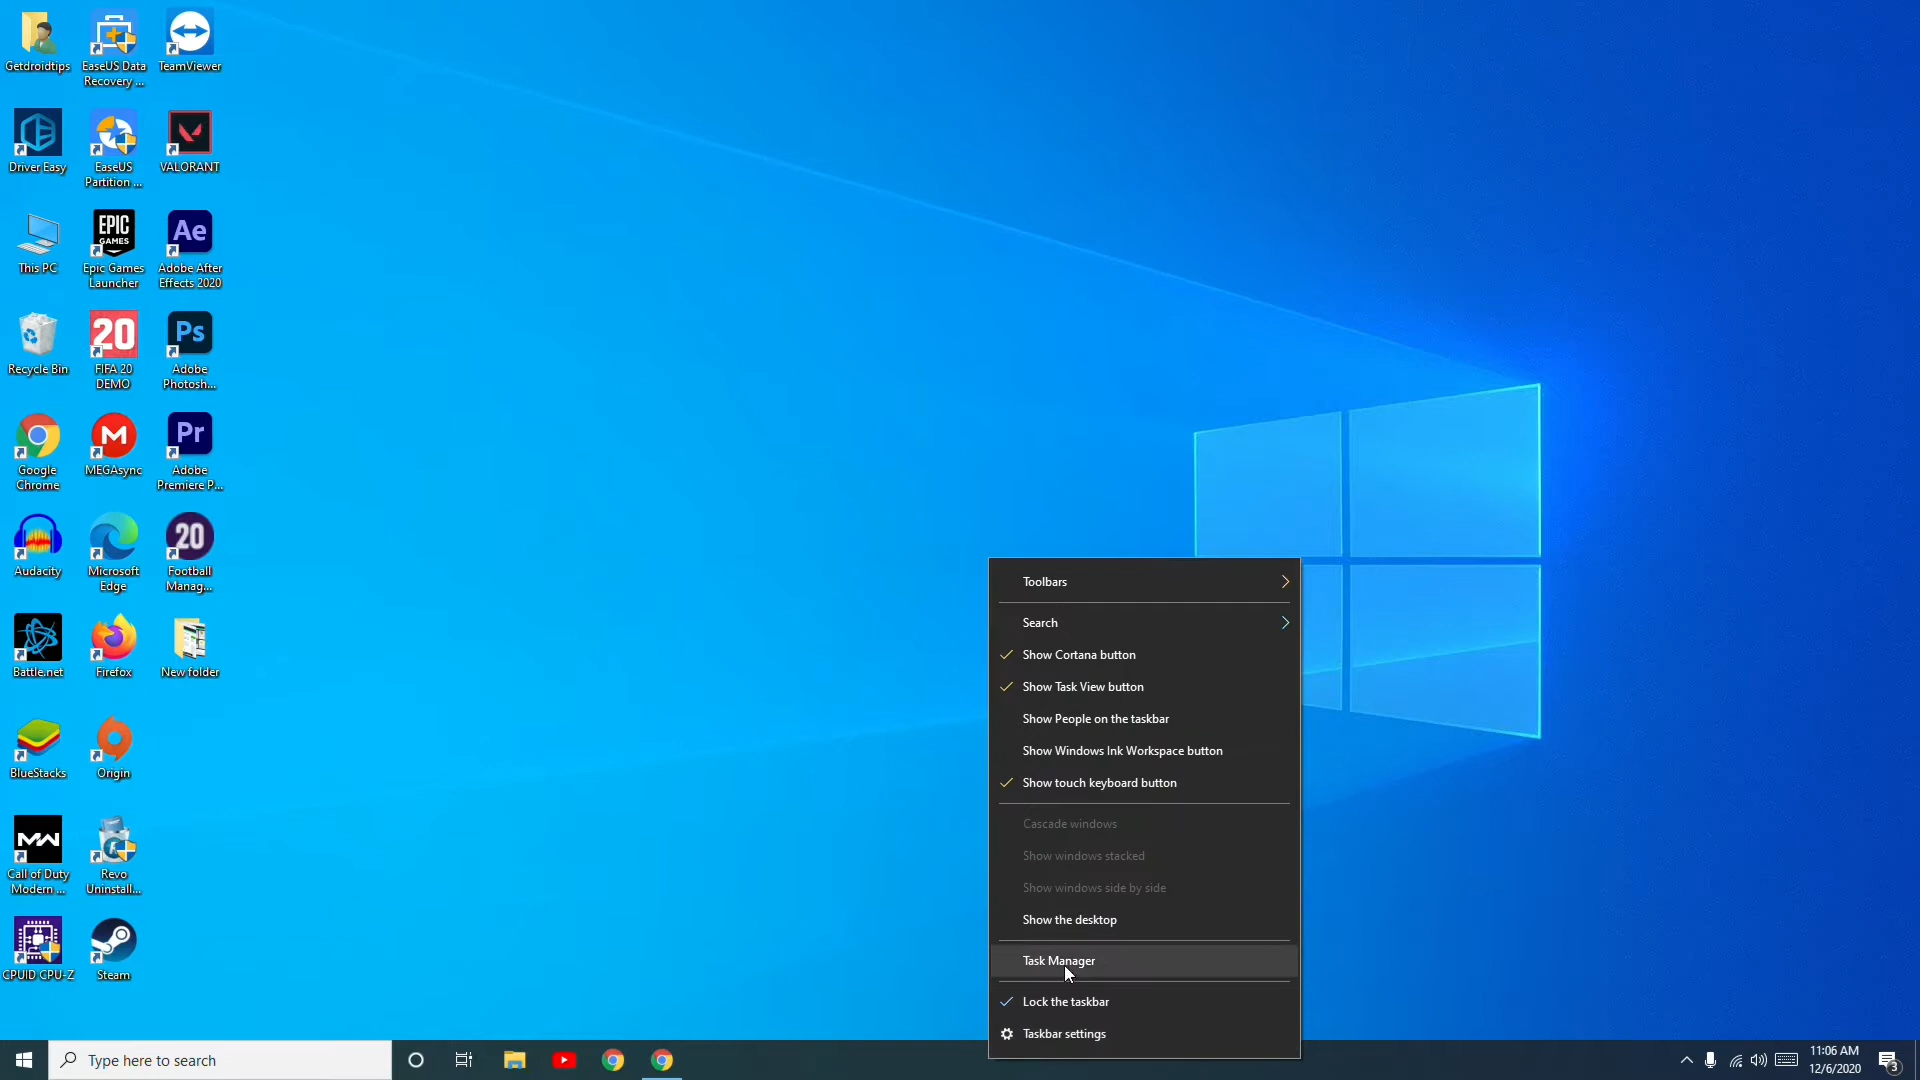 Getdroidtips
EaseUS Data
Recovery ...
TeamViewer
Driver Easy
EaseUS
Partition ...
VALORANT
This PC
EPIC
GAMES
Epic Games
Launcher
Ae
Adobe After
Effects 2020
Recycle Bin
20
FIFA 20
DEMO
Ps
Adobe
Photosh...
Google
Chrome
M
MEGAsync
Pr
Adobe
Premiere P...
Audacity
Microsoft
Edge
20
Football
Manag...
Battle.net
Firefox
New folder
BlueStacks
Origin
MW
Call of Duty
Modern ...
Revo
Uninstall...
CPUID CPU-Z
Steam
Toolbars
Search
Show Cortana button
Show Task View button
Show People on the taskbar
Show Windows Ink Workspace button
Show touch keyboard button
Cascade windows
Show windows stacked
Show windows side by side
Show the desktop
Task Manager
Lock the taskbar
Taskbar settings
Type here to search
11:06 AM
12/6/2020
3